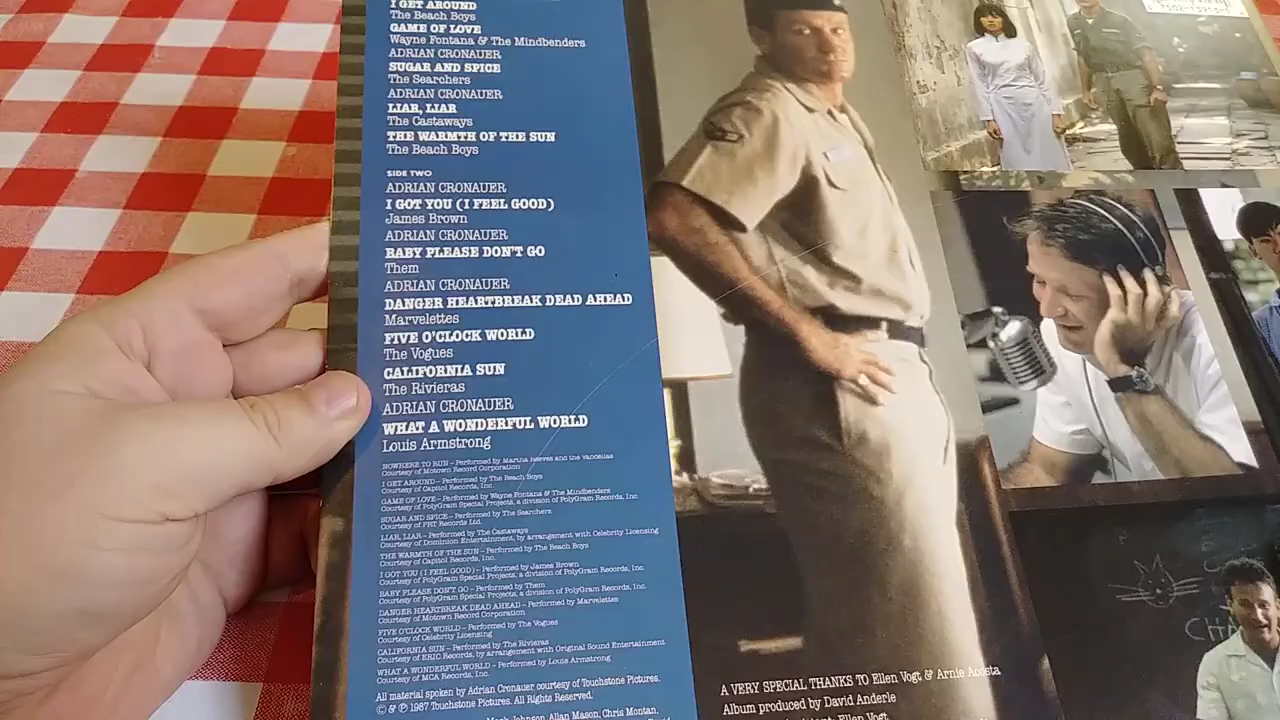 I GET AROUND
The Beach Boys
GAME OF LOVE
Wayne Fontana & The Mindbenders
ADRIAN CRONAUER
SUGAR AND SPICE
The Searchers
ADRIAN CRONAUER
LIAR, LIAR
The Castaways
THE WARMTH OF THE SUN
The Beach Boys
SIDE TWO
ADRIAN CRONAUER
I GOT YOU (I FEEL GOOD)
James Brown
ADRIAN CRONAUER
BABY PLEASE DON'T GO
Them
ADRIAN CRONAUER
DANGER HEARTBREAK DEAD AHEAD
Marvelettes
FIVE O'CLOCK WORLD
The Vogues
CALIFORNIA SUN
The Rivieras
ADRIAN CRONAUER
WHAT A WONDERFUL WORLD
Louis Armstrong
NOWHERE TO RUN – Performed by Martha Reeves and the Vandellas
Courtesy of Motown Record Corporation
I GET AROUND – Performed by The Beach Boys
Courtesy of Capitol Records, Inc.
GAME OF LOVE – Performed by Wayne Fontana & The Mindbenders
Courtesy of PolyGram Special Projects, a division of PolyGram Records, Inc.
SUGAR AND SPICE – Performed by The Searchers
Courtesy of PRT Records Ltd.
LIAR, LIAR – Performed by The Castaways
Courtesy of Dominion Entertainment, by arrangement with Celebrity Licensing
THE WARMTH OF THE SUN – Performed by The Beach Boys
Courtesy of Capitol Records, Inc.
I GOT YOU (I FEEL GOOD) – Performed by James Brown
Courtesy of PolyGram Special Projects, a division of PolyGram Records, Inc.
BABY PLEASE DON'T GO – Performed by Them
Courtesy of PolyGram Special Projects, a division of PolyGram Records, Inc.
DANGER HEARTBREAK DEAD AHEAD – Performed by Marvelettes
Courtesy of Motown Record Corporation
FIVE O'CLOCK WORLD – Performed by The Vogues
Courtesy of Celebrity Licensing
CALIFORNIA SUN – Performed by The Rivieras
Courtesy of ERIC Records, by arrangement with Original Sound Entertainment
WHAT A WONDERFUL WORLD – Performed by Louis Armstrong
Courtesy of MCA Records, Inc.
All material spoken by Adrian Cronauer courtesy of Touchstone Pictures.
© & ℗ 1987 Touchstone Pictures. All Rights Reserved.
Mark Johnson, Allan Mason, Chris Montan,
A VERY SPECIAL THANKS TO Ellen Vogt & Arnie Acosta
Album produced by David Anderle
Ellen Vogt